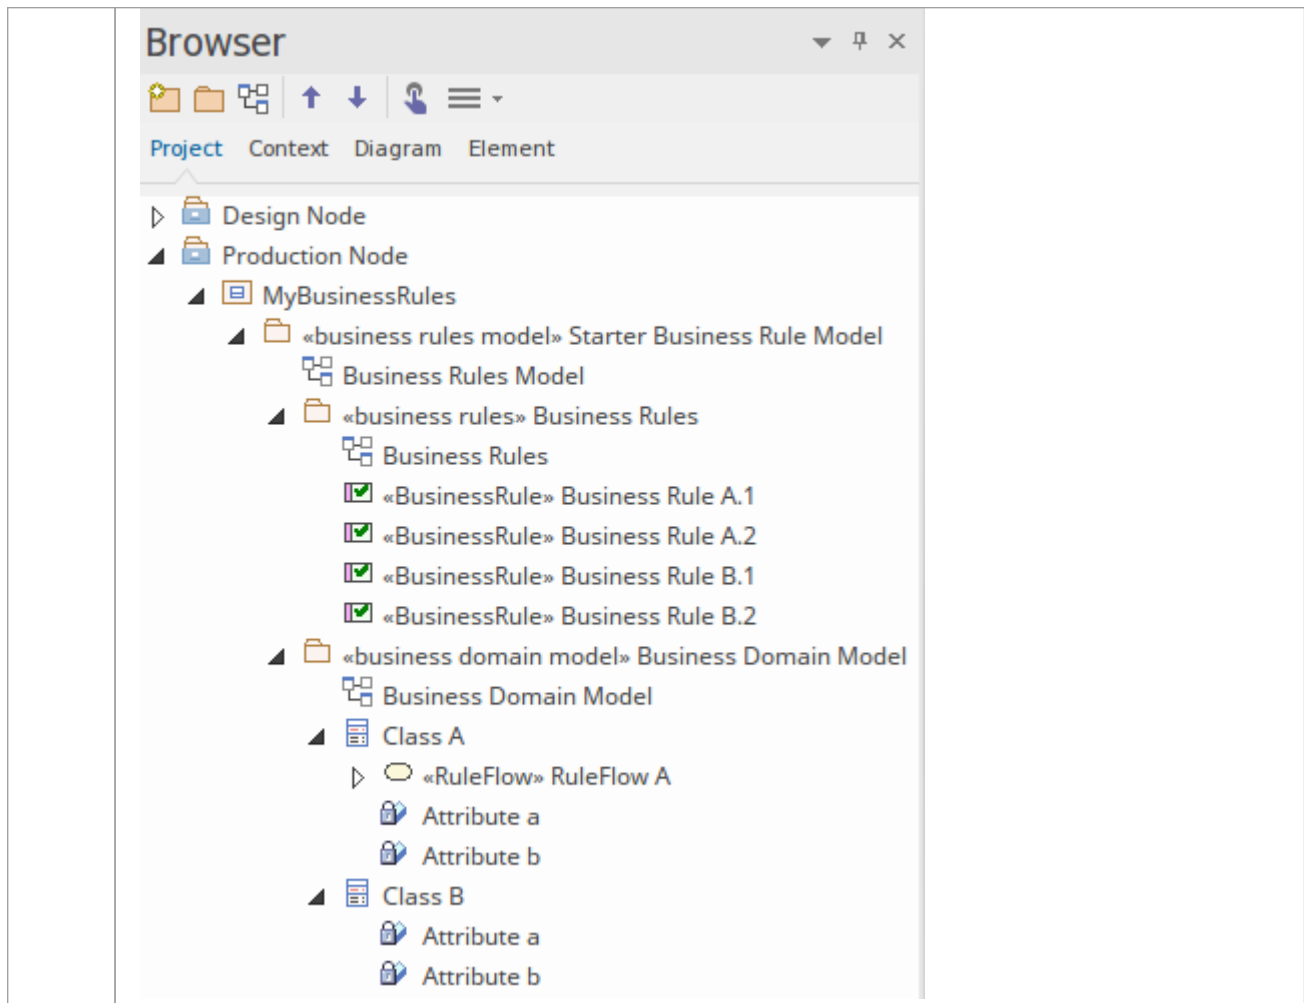 Browser
Project Context Diagram Element
Design Node
Production Node
MyBusinessRules
«business rules model» Starter Business Rule Model
Business Rules Model
«business rules» Business Rules
Business Rules
«BusinessRule» Business Rule A.1
«BusinessRule» Business Rule A.2
«BusinessRule» Business Rule B.1
«BusinessRule» Business Rule B.2
«business domain model» Business Domain Model
Business Domain Model
Class A
«RuleFlow» RuleFlow A
Attribute a
Attribute b
Class B
Attribute a
Attribute b